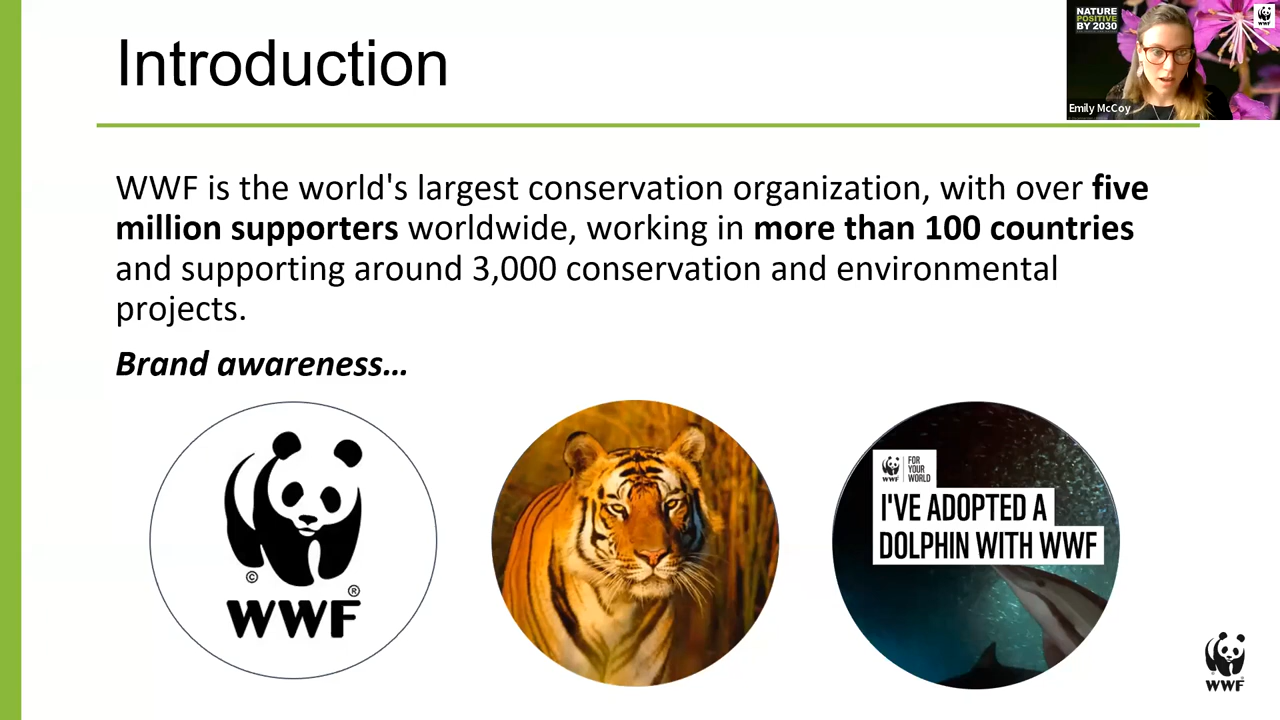 Introduction
NATURE
POSITIVE
BY 2030
WWF
Emily McCoy
WWF is the world's largest conservation organization, with over five
million supporters worldwide, working in more than 100 countries
and supporting around 3,000 conservation and environmental
projects.
Brand awareness…
©
®
WWF
WWF
FOR
YOUR
WORLD
I'VE ADOPTED A
DOLPHIN WITH WWF
WWF